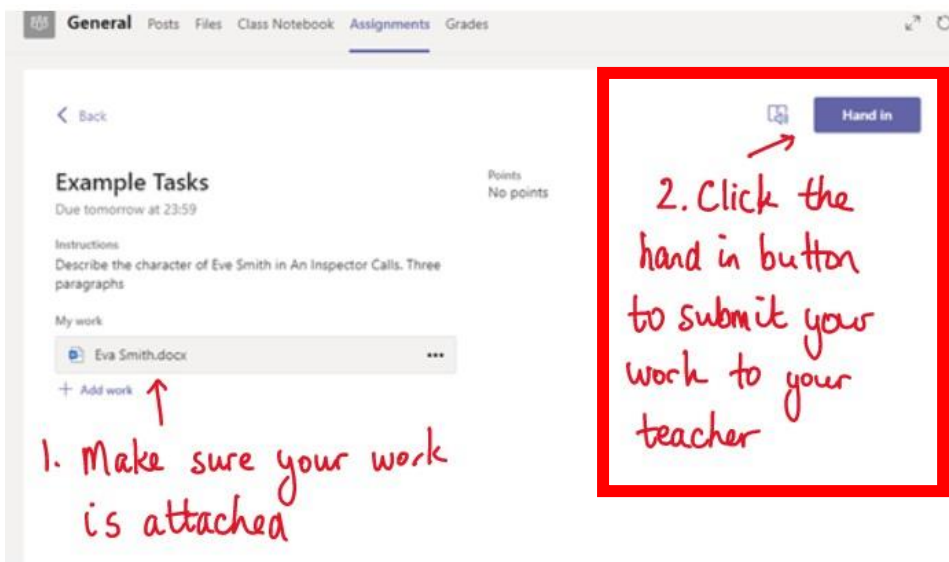 General Posts Files Class Notebook Assignments Grades
Back
Hand in
Example Tasks
Due tomorrow at 23:59
Points
No points
Instructions
Describe the character of Eve Smith in An Inspector Calls. Three
paragraphs
My work
Eva Smith.docx
+ Add work
1. Make sure your work
is attached
2. Click the
hand in button
to submit your
work to your
teacher